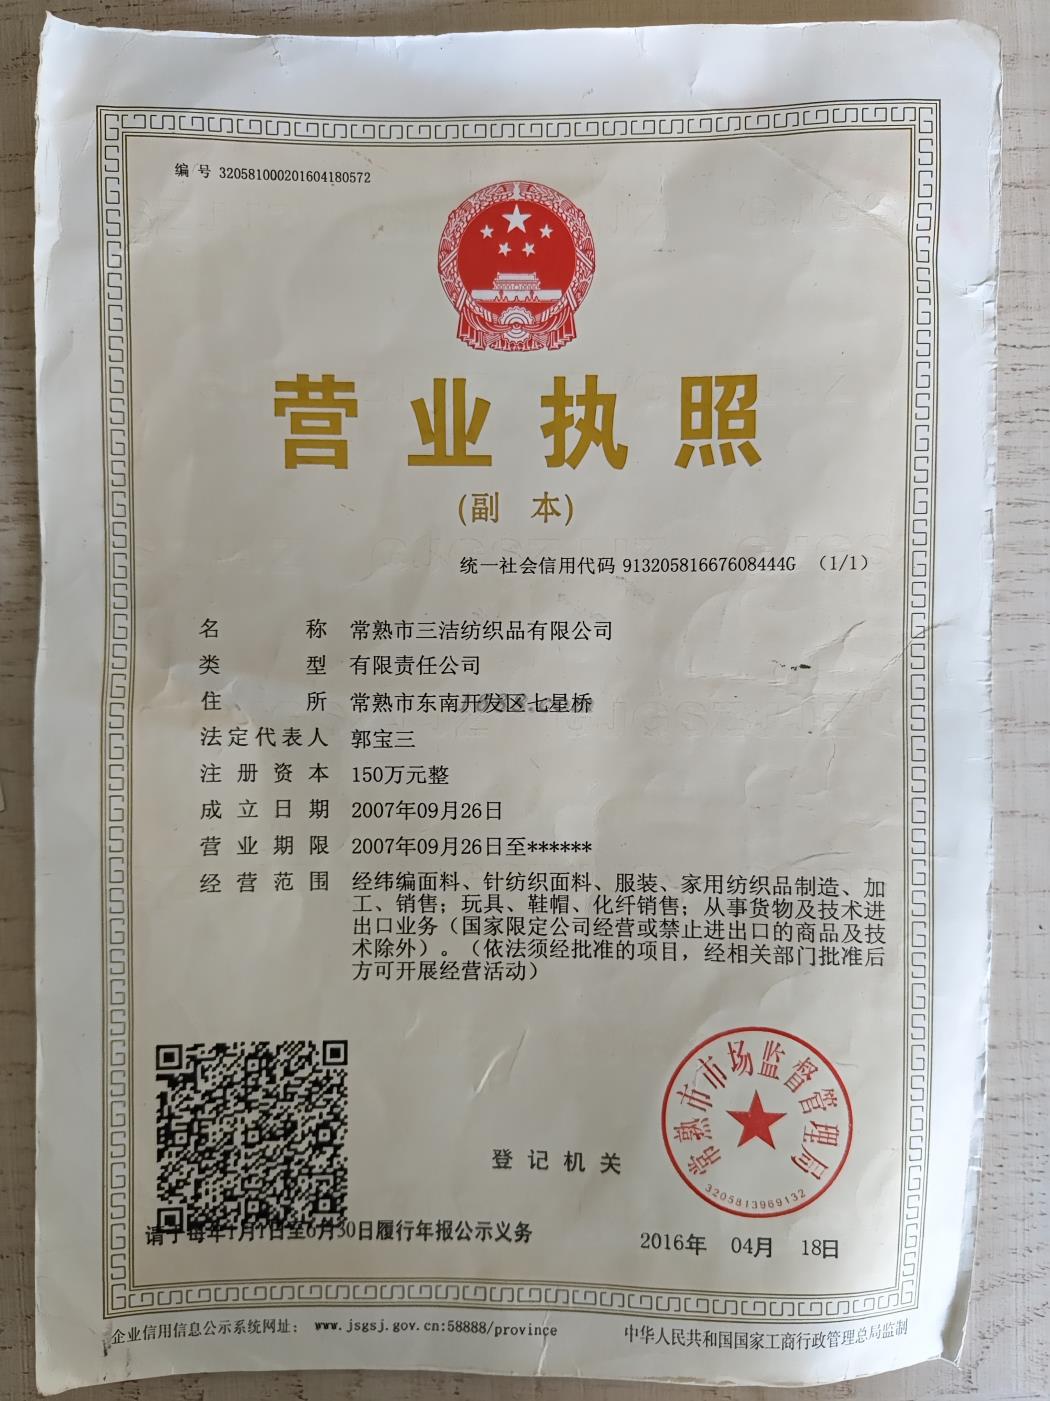 编号 320581000201604180572
营业执照
(副 本)
统一社会信用代码 91320581667608444G （1/1）
名称 常熟市三洁纺织品有限公司
类型 有限责任公司
住所 常熟市东南开发区七星桥
法定代表人 郭宝三
注册资本 150万元整
成立日期 2007年09月26日
营业期限 2007年09月26日至******
经营范围 经纬编面料、针纺织面料、服装、家用纺织品制造、加
工、销售；玩具、鞋帽、化纤销售；从事货物及技术进
出口业务（国家限定公司经营或禁止进出口的商品及技
术除外）。（依法须经批准的项目，经相关部门批准后
方可开展经营活动）
常熟市市场监督管理局
3205813969132
登记机关
请于每年1月1日至6月30日履行年报公示义务
2016年 04月 18日
企业信用信息公示系统网址： www.jsgsj.gov.cn:58888/province
中华人民共和国国家工商行政管理总局监制